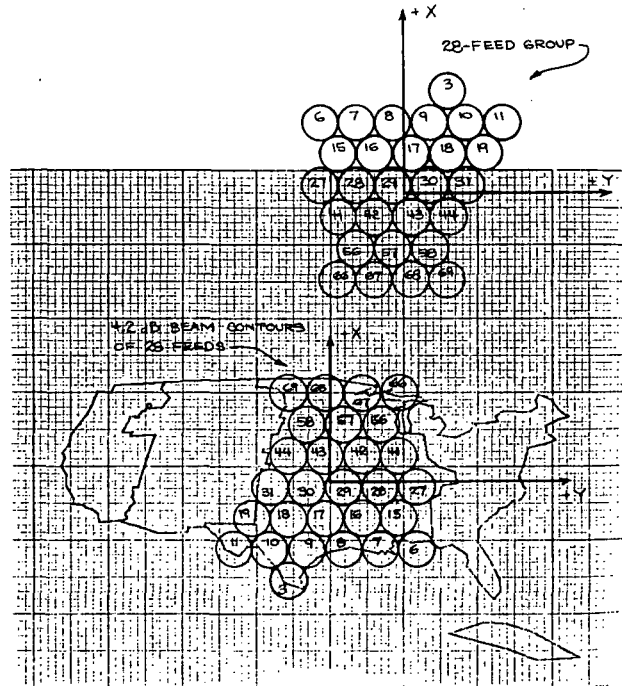 +X
28-FEED GROUP
3
6 7 8 9 10 11
15 16 17 18 19
27 28 29 30 31
+Y
41 42 43 44
56 57 58
66 67 68 69
4.2 dB BEAM CONTOURS
OF 28-FEEDS
+X
69 68 67 66
58 57 56
44 43 42 41
31 30 29 28 27
+Y
19 18 17 16 15
11 10 9 8 7 6
3